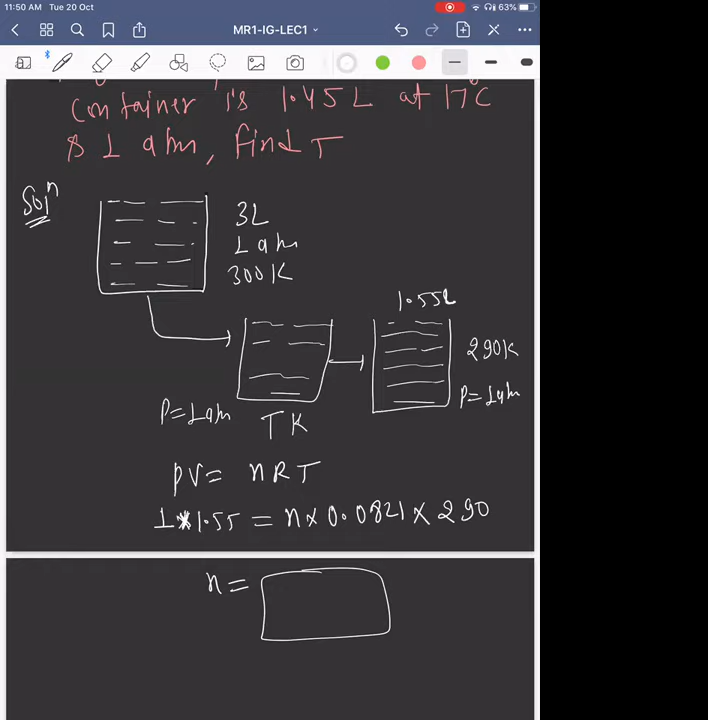 11:50 AM Tue 20 Oct
63%
MR1-IG-LEC1
container is 1.45L at 17°C
& 1 atm, find T
Solⁿ
3L
1 atm
300K
1.55L
290K
P=1atm
P=1atm
TK
PV = nRT
1×1.55 = n×0.0821×290
n=